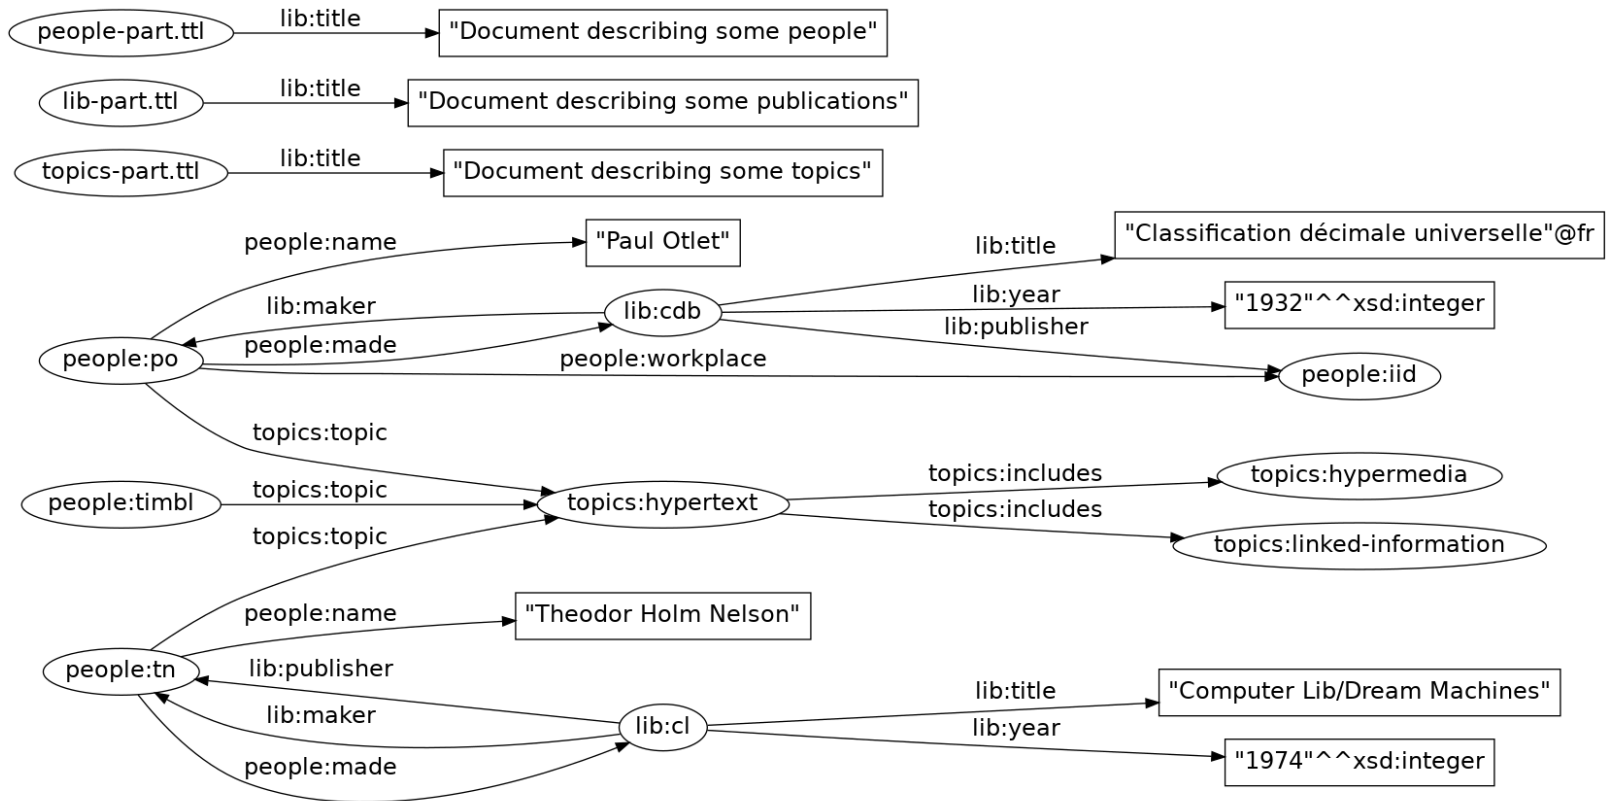 people-part.ttl
lib:title
"Document describing some people"
lib-part.ttl
lib:title
"Document describing some publications"
topics-part.ttl
lib:title
"Document describing some topics"
people:name
"Paul Otlet"
lib:title
"Classification décimale universelle"@fr
lib:maker
lib:cdb
lib:year
"1932"^^xsd:integer
people:made
lib:publisher
people:po
people:workplace
people:iid
topics:topic
people:timbl
topics:topic
topics:hypertext
topics:includes
topics:hypermedia
topics:includes
topics:linked-information
topics:topic
people:name
"Theodor Holm Nelson"
people:tn
lib:publisher
lib:maker
lib:cl
lib:title
"Computer Lib/Dream Machines"
lib:year
"1974"^^xsd:integer
people:made